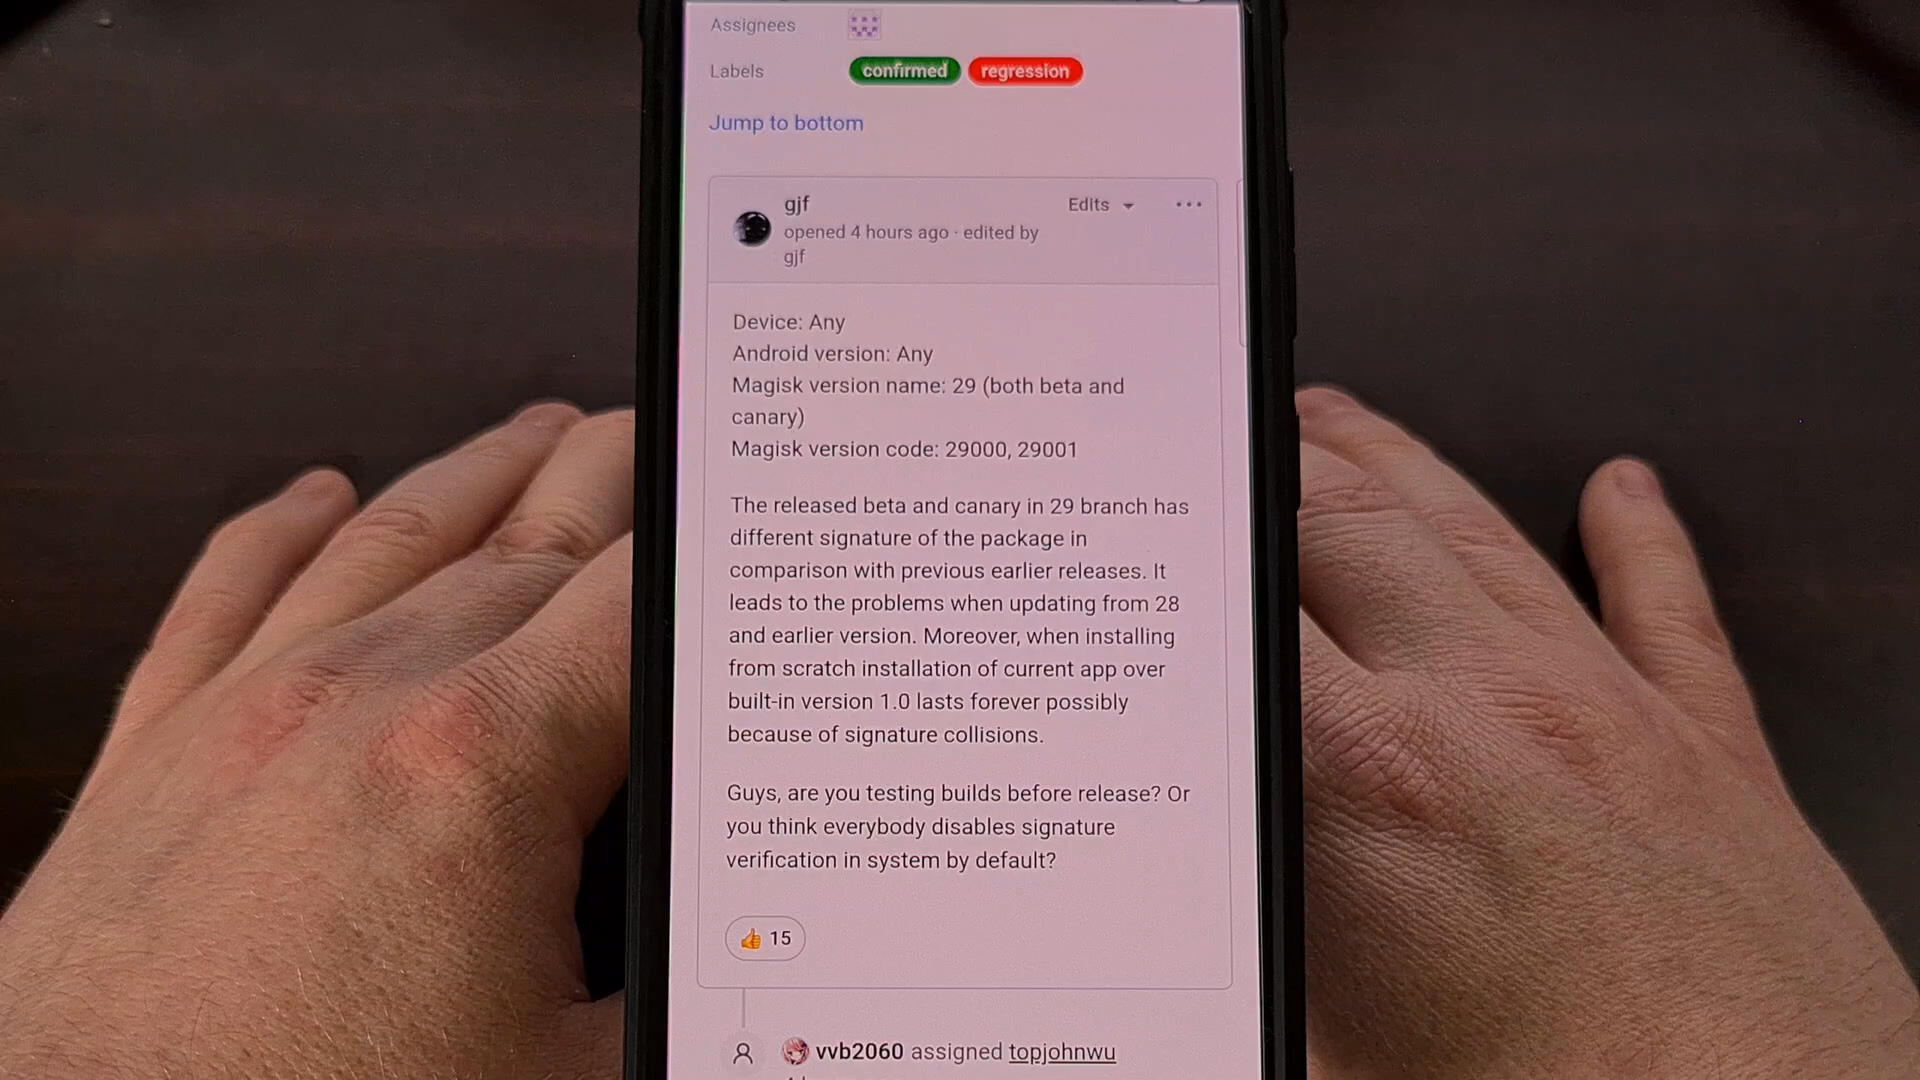 Assignees
Labels confirmed regression
Jump to bottom
gjf Edits
opened 4 hours ago · edited by
gjf
Device: Any
Android version: Any
Magisk version name: 29 (both beta and
canary)
Magisk version code: 29000, 29001
The released beta and canary in 29 branch has
different signature of the package in
comparison with previous earlier releases. It
leads to the problems when updating from 28
and earlier version. Moreover, when installing
from scratch installation of current app over
built-in version 1.0 lasts forever possibly
because of signature collisions.
Guys, are you testing builds before release? Or
you think everybody disables signature
verification in system by default?
👍 15
vvb2060 assigned topjohnwu